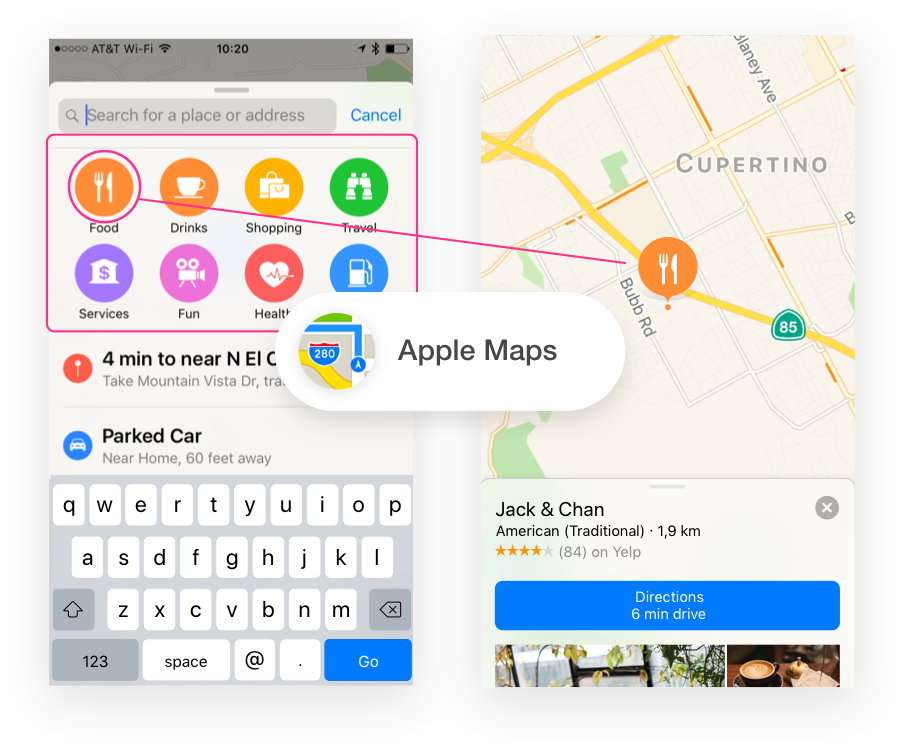 AT&T Wi-Fi
10:20
Search for a place or address
Cancel
Food
Drinks
Shopping
Travel
Services
Fun
Health
4 min to near N El C
Take Mountain Vista Dr, tra
Parked Car
Near Home, 60 feet away
q w e r t y u i o p
a s d f g h j k l
z x c v b n m
123
space
@
.
Go
280
Apple Maps
Blaney Ave
CUPERTINO
B
Bubb Rd
85
Jack & Chan
American (Traditional) · 1,9 km
(84) on Yelp
Directions
6 min drive